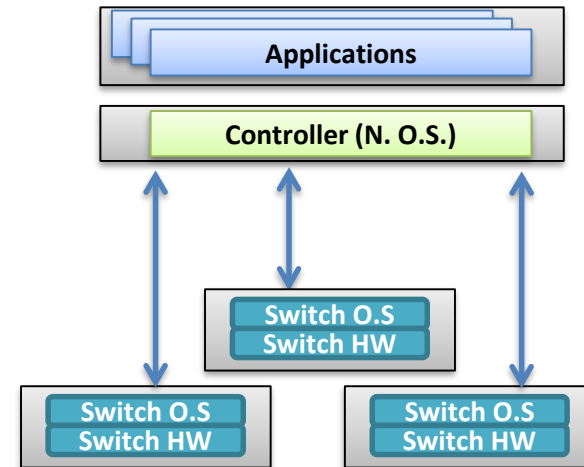 Applications
Controller (N. O.S.)
Switch O.S
Switch HW
Switch O.S
Switch HW
Switch O.S
Switch HW